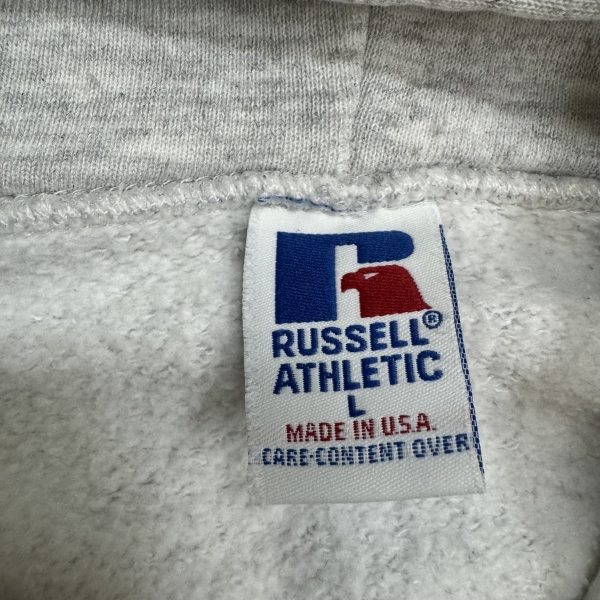 RUSSELL®
ATHLETIC
L
MADE IN U.S.A.
CARE·CONTENT OVER